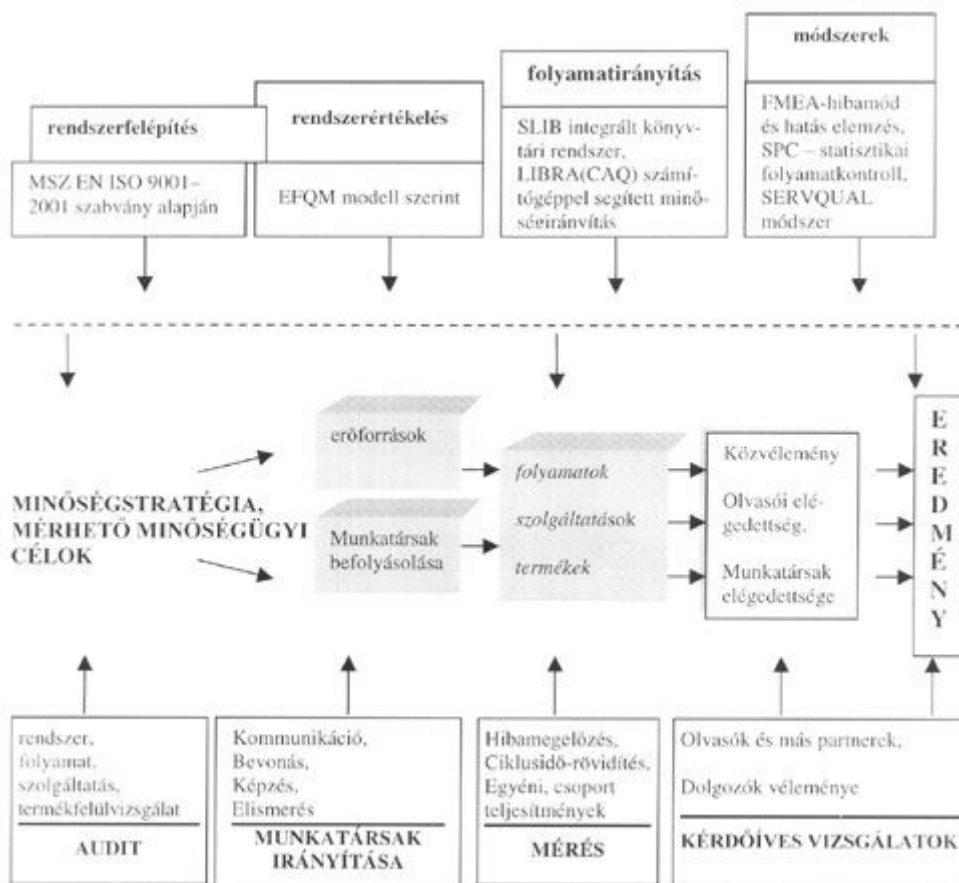 módszerek
FMEA-hibamód
és hatás elemzés,
SPC – statisztikai
folyamatkontroll,
SERVQUAL
módszer
folyamatirányítás
SLIB integrált könyv-
tári rendszer,
LIBRA(CAQ) számí-
tógéppel segített minő-
ségirányvítás
rendszerértékelés
EFQM modell szerint
rendszerfelépítés
MSZ EN ISO 9001–
2001 szabvány alapján
MINŐSÉGSTRATÉGIA,
MÉRHETŐ MINŐSÉGÜGYI
CÉLOK
erőforrások
Munkatársak
befolyásolása
folyamatok
szolgáltatások
termékek
Közvélemény
Olvasói elé-
gedettség,
Munkatársak
elégedettsége
EREDMÉNY
rendszer,
folyamat,
szolgáltatás,
termékfelülvizsgálat
AUDIT
Kommunikáció,
Bevonás,
Képzés,
Elismerés
MUNKATÁRSAK
IRÁNYÍTÁSA
Hibamegelőzés,
Ciklusidő-rövidítés,
Egyéni, csoport
teljesítmények
MÉRÉS
Olvasók és más partnerek,
Dolgozók véleménye
KÉRDŐÍVES VIZSGÁLATOK